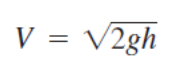 V = √2gh